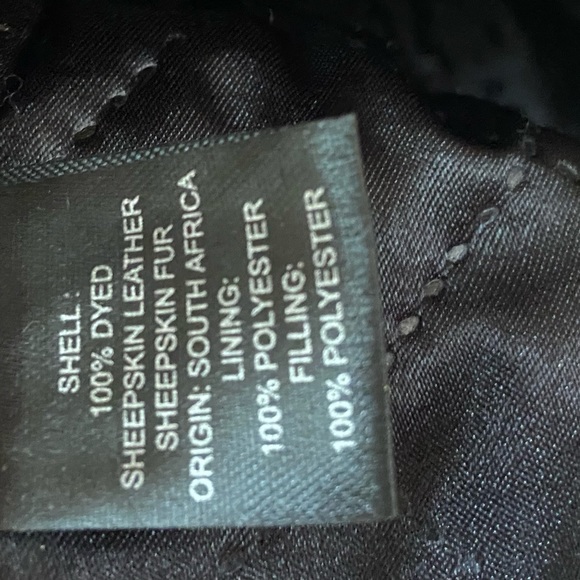 SHELL:
100% DYED
SHEEPSKIN LEATHER
SHEEPSKIN FUR
ORIGIN: SOUTH AFRICA
LINING:
100% POLYESTER
FILLING:
100% POLYESTER